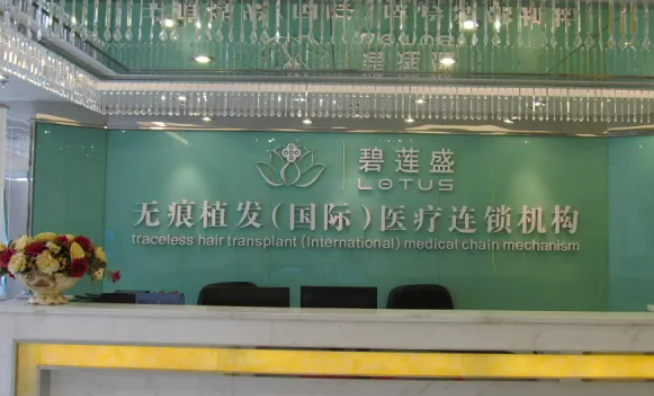 碧莲盛
LOTUS
无痕植发(国际)医疗连锁机构
traceless hair transplant (International) medical chain mechanism